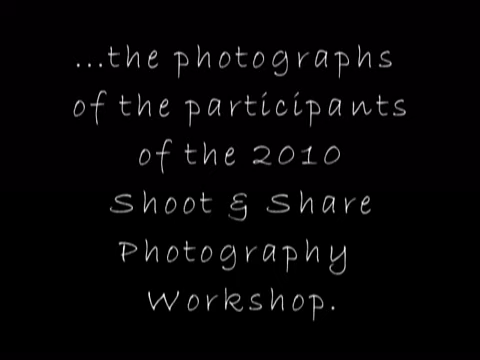 ...the photographs
of the participants
of the 2010
Shoot & Share
Photography
Workshop.